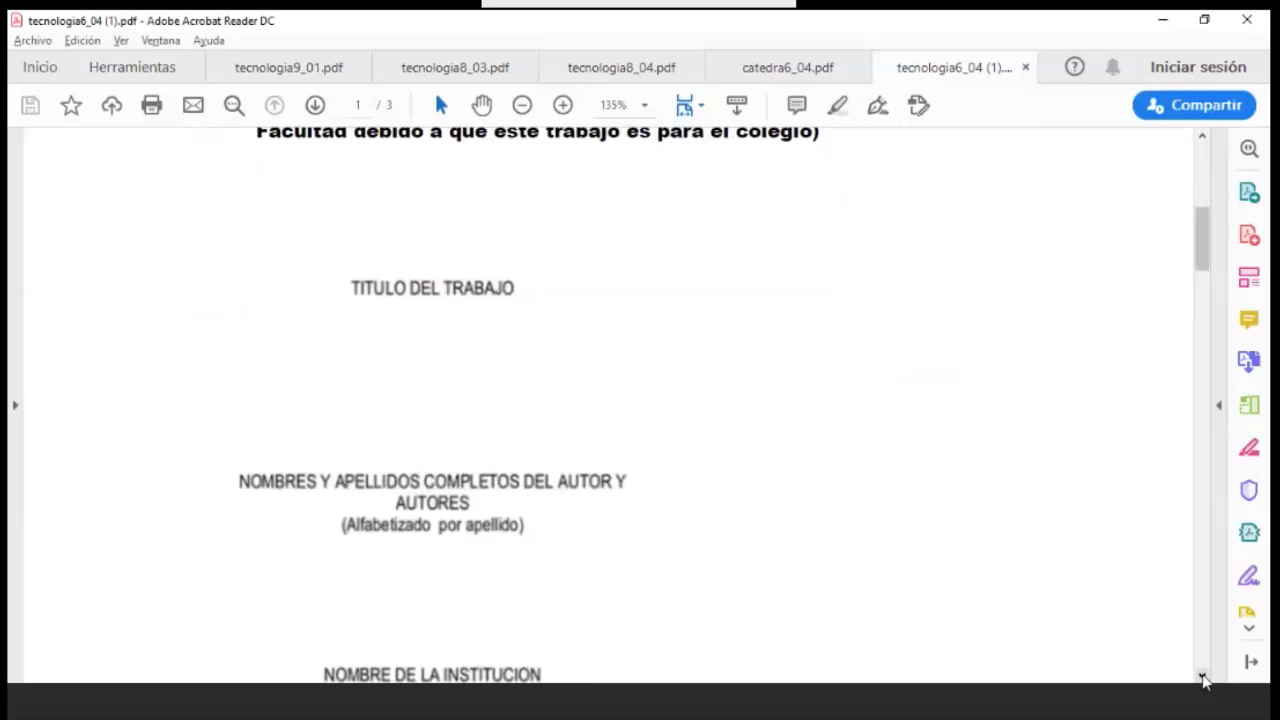 tecnologia6_04 (1).pdf - Adobe Acrobat Reader DC
Archivo Edición Ver Ventana Ayuda
Inicio Herramientas tecnologia9_01.pdf tecnologia8_03.pdf tecnologia8_04.pdf catedra6_04.pdf tecnologia6_04 (1).... Iniciar sesión
1 / 3 135% Compartir
Facultad debido a que este trabajo es para el colegio)
TITULO DEL TRABAJO
NOMBRES Y APELLIDOS COMPLETOS DEL AUTOR Y
AUTORES
(Alfabetizado por apellido)
NOMBRE DE LA INSTITUCION